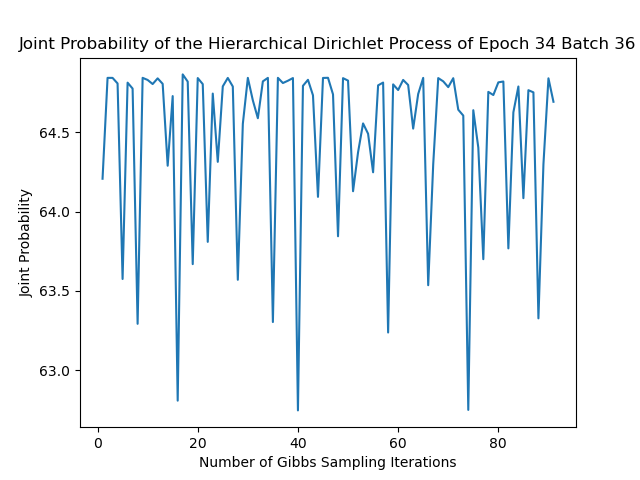 Joint Probability of the Hierarchical Dirichlet Process of Epoch 34 Batch 36
64.5
64.0
63.5
63.0
Joint Probability
0 20 40 60 80
Number of Gibbs Sampling Iterations